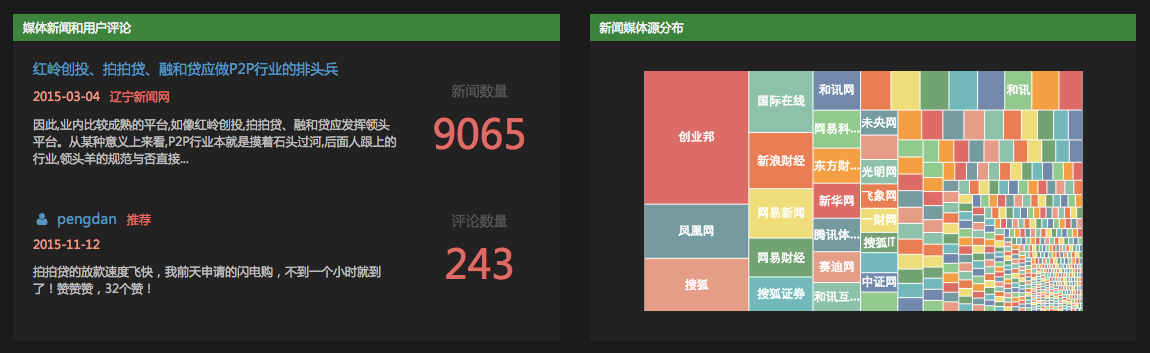 媒体新闻和用户评论
红岭创投、拍拍贷、融和贷应做P2P行业的排头兵
2015-03-04 辽宁新闻网
因此,业内比较成熟的平台,如像红岭创投,拍拍贷、融和贷应发挥领头
平台。从某种意义上来看,P2P行业本就是摸着石头过河,后面人跟上的
行业,领头羊的规范与否直接...
新闻数量
9065
pengdan 推荐
2015-11-12
拍拍贷的放款速度飞快，我前天申请的闪电购，不到一个小时就到
了！赞赞赞，32个赞！
评论数量
243
新闻媒体源分布
创业邦
凤凰网
搜狐
国际在线
新浪财经
网易新闻
网易财经
搜狐证券
和讯网
网易科...
东方财...
新华网
腾讯体...
赛迪网
和讯互...
未央网
光明网
飞象网
一财网
搜狐IT
中证网
和讯